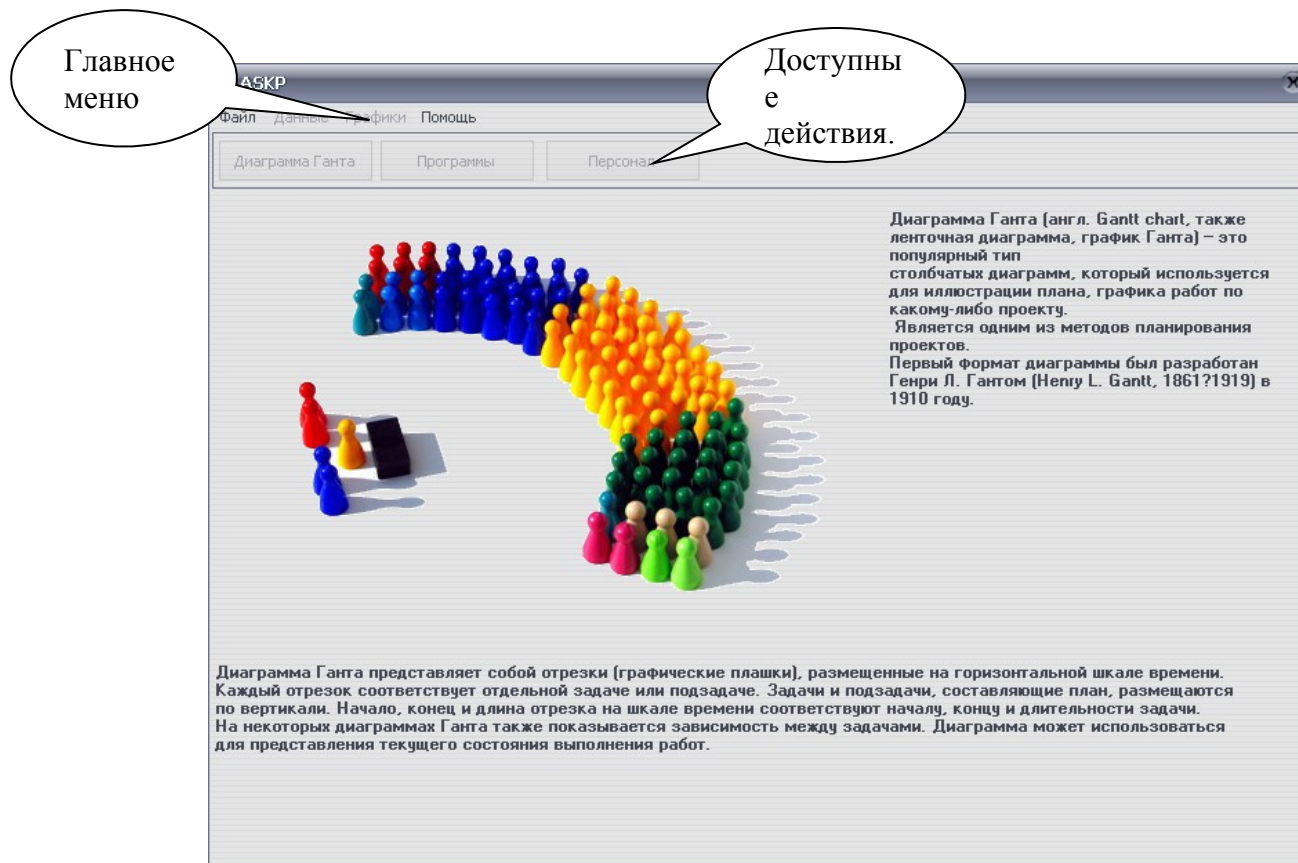 Главное
меню
Доступны
е
действия.
ASKP
Файл Данные Графики Помощь
Диаграмма Ганта Программы Персонал
Диаграмма Ганта (англ. Gantt chart, также
ленточная диаграмма, график Ганта) – это
популярный тип
столбчатых диаграмм, который используется
для иллюстрации плана, графика работ по
какому-либо проекту.
Является одним из методов планирования
проектов.
Первый формат диаграммы был разработан
Генри Л. Гантом (Henry L. Gantt, 1861?1919) в
1910 году.
Диаграмма Ганта представляет собой отрезки (графические плашки), размещенные на горизонтальной шкале времени.
Каждый отрезок соответствует отдельной задаче или подзадаче. Задачи и подзадачи, составляющие план, размещаются
по вертикали. Начало, конец и длина отрезка на шкале времени соответствуют началу, концу и длительности задачи.
На некоторых диаграммах Ганта также показывается зависимость между задачами. Диаграмма может использоваться
для представления текущего состояния выполнения работ.